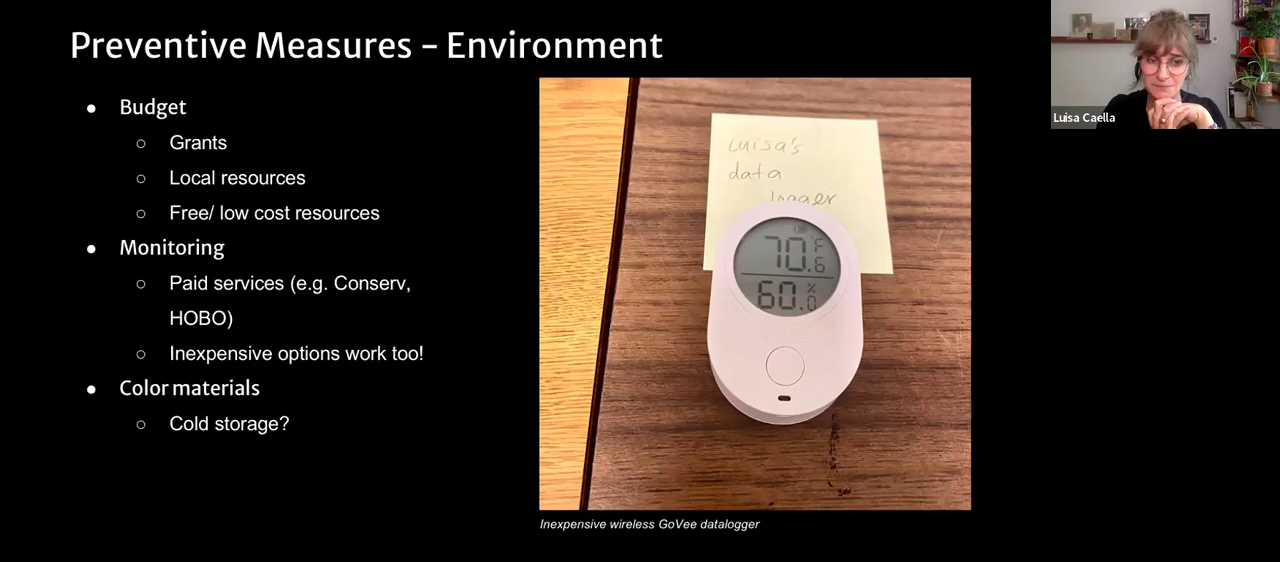 Preventive Measures – Environment
● Budget
○ Grants
○ Local resources
○ Free/ low cost resources
● Monitoring
○ Paid services (e.g. Conserv,
HOBO)
○ Inexpensive options work too!
● Color materials
○ Cold storage?
Luisa's
data
logger
70.6 F
60.0 %
Inexpensive wireless GoVee datalogger
Luisa Caella